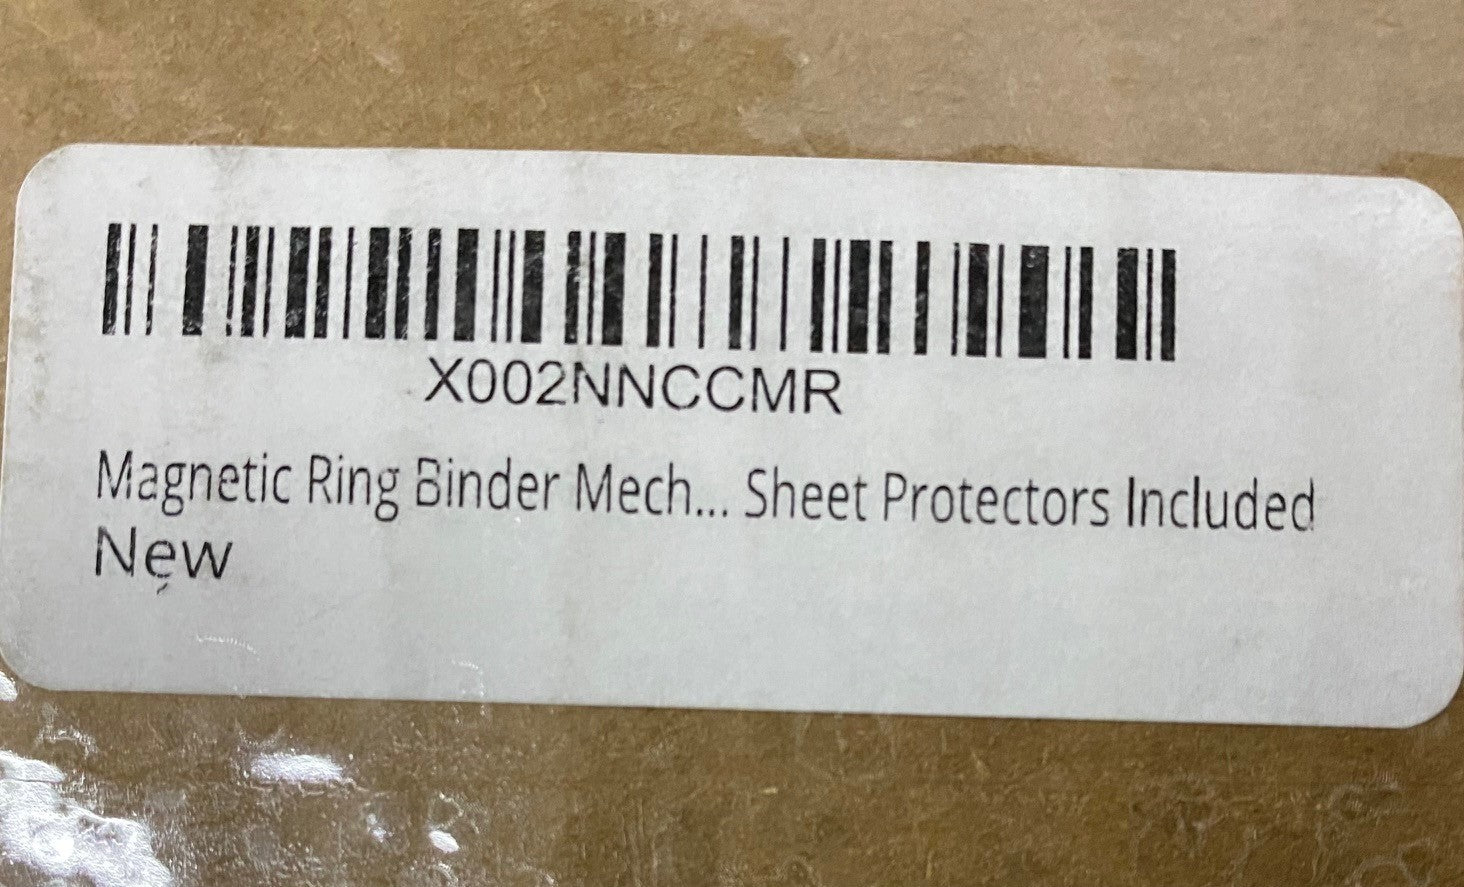 X002NNCCMR
Magnetic Ring Binder Mech... Sheet Protectors Included
New